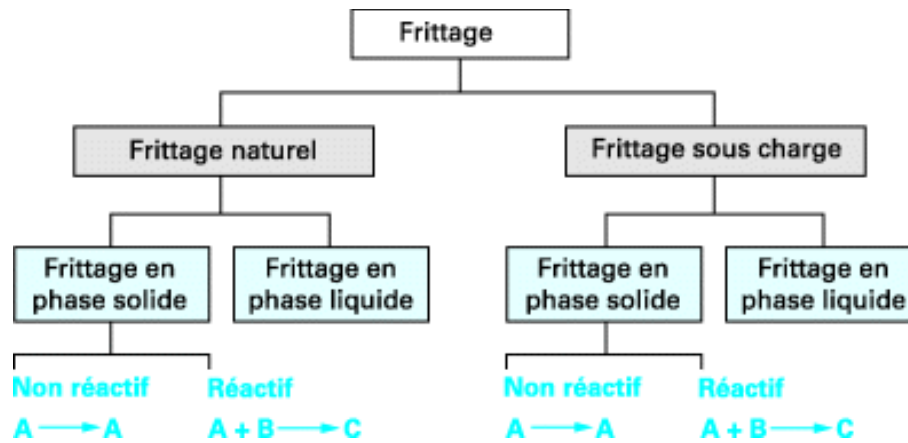 Frittage
Frittage naturel
Frittage sous charge
Frittage en
phase solide
Frittage en
phase liquide
Frittage en
phase solide
Frittage en
phase liquide
Non réactif
Réactif
Non réactif
Réactif
A → A
A + B → C
A → A
A + B → C